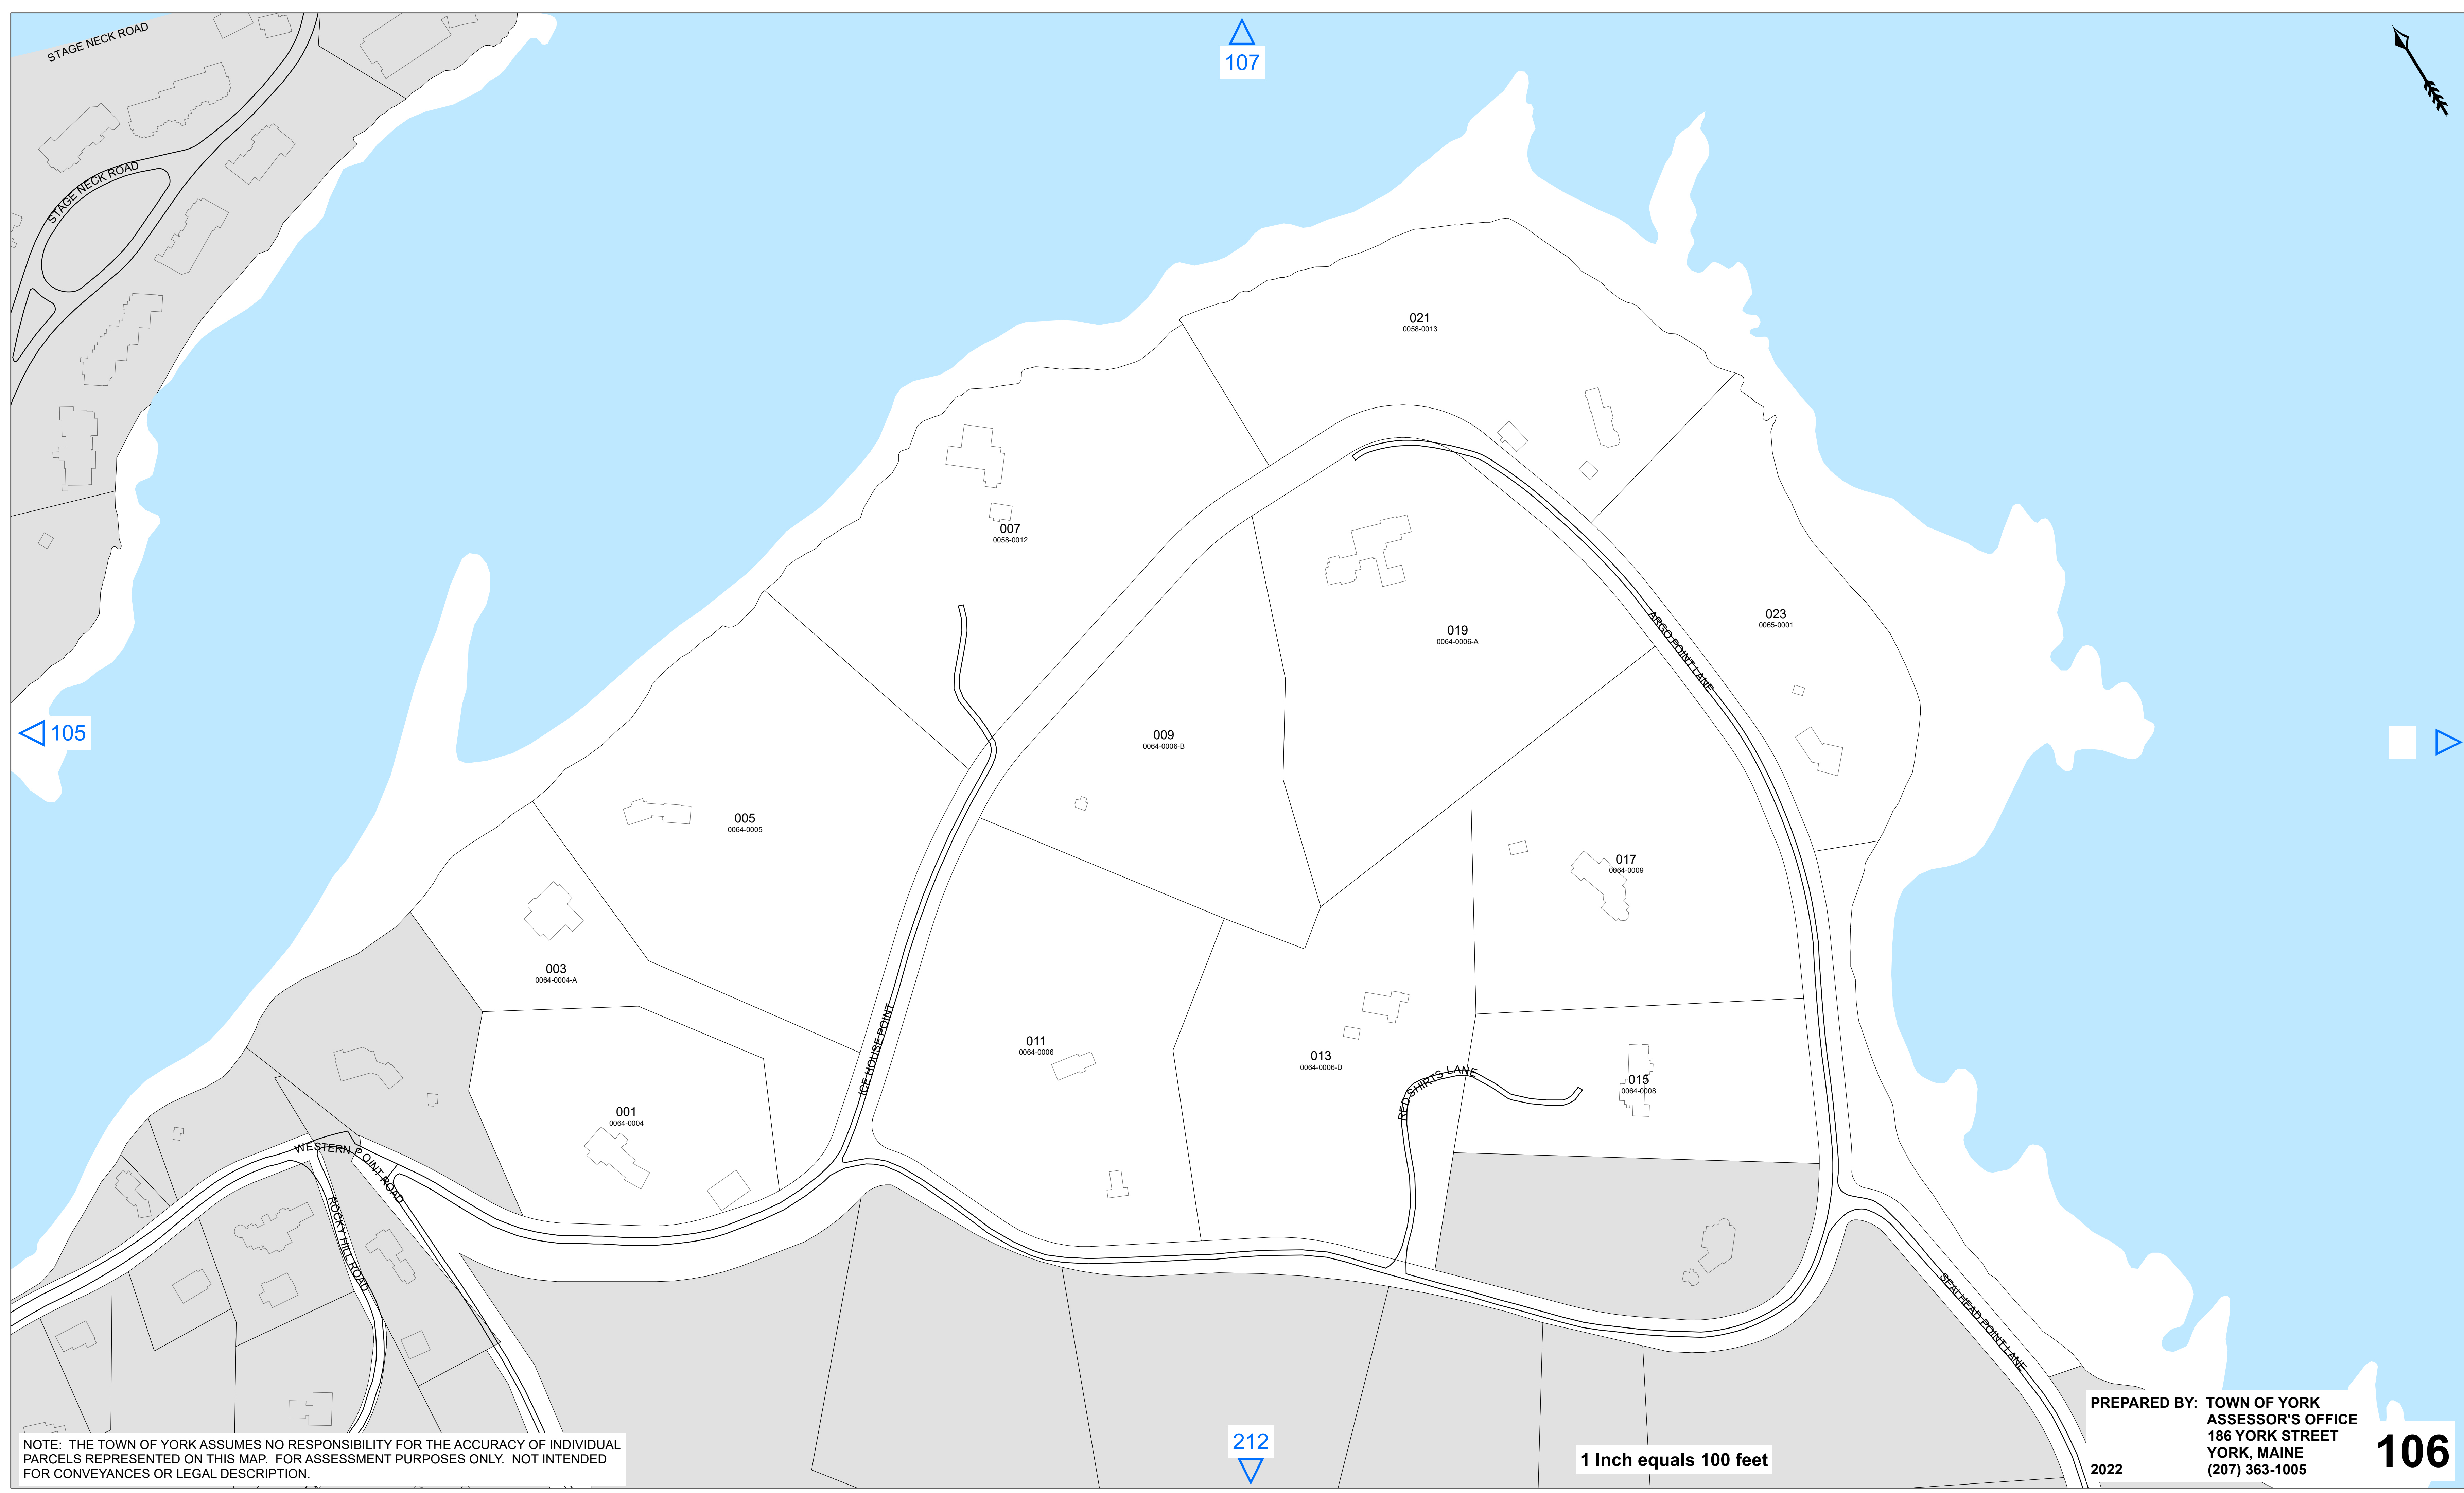 STAGE NECK ROAD
107
STAGE NECK ROAD
021
0058-0013
007
0058-0012
019
0064-0006-A
ARGO POINT LANE
023
0065-0001
105
009
0064-0006-B
005
0064-0005
017
0064-0009
003
0064-0004-A
ICE HOUSE POINT
011
0064-0006
013
0064-0006-D
RED SHIRTS LANE
015
0064-0008
001
0064-0004
WESTERN POINT ROAD
ROCKY HILL ROAD
SEALHEAD POINT LANE
NOTE: THE TOWN OF YORK ASSUMES NO RESPONSIBILITY FOR THE ACCURACY OF INDIVIDUAL
PARCELS REPRESENTED ON THIS MAP. FOR ASSESSMENT PURPOSES ONLY. NOT INTENDED
FOR CONVEYANCES OR LEGAL DESCRIPTION.
212
1 Inch equals 100 feet
PREPARED BY: TOWN OF YORK
ASSESSOR'S OFFICE
186 YORK STREET
YORK, MAINE
2022 (207) 363-1005
106